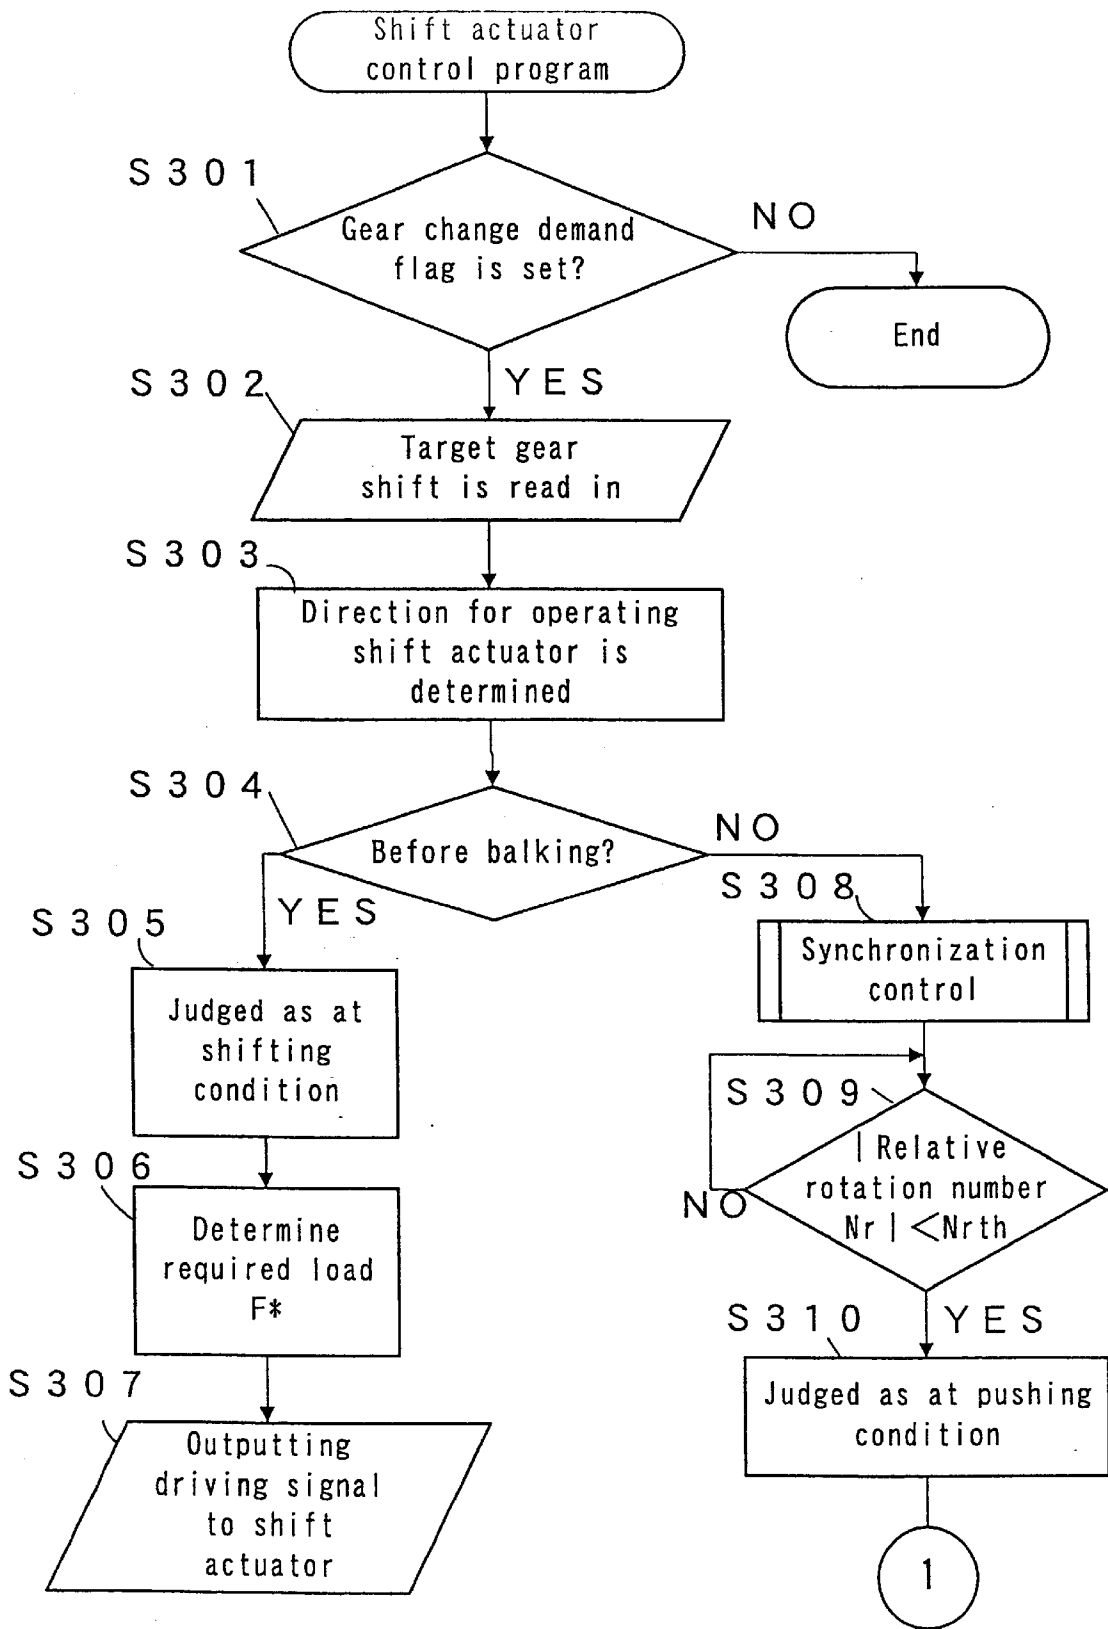 Shift actuator
control program
S301
Gear change demand
flag is set?
NO
End
S302
YES
Target gear
shift is read in
S303
Direction for operating
shift actuator is
determined
S304
Before balking?
NO
YES
S305
Judged as at
shifting
condition
S306
Determine
required load
F*
S307
Outputting
driving signal
to shift
actuator
S308
Synchronization
control
S309
| Relative
rotation number
Nr | <Nrth
NO
YES
S310
Judged as at pushing
condition
1